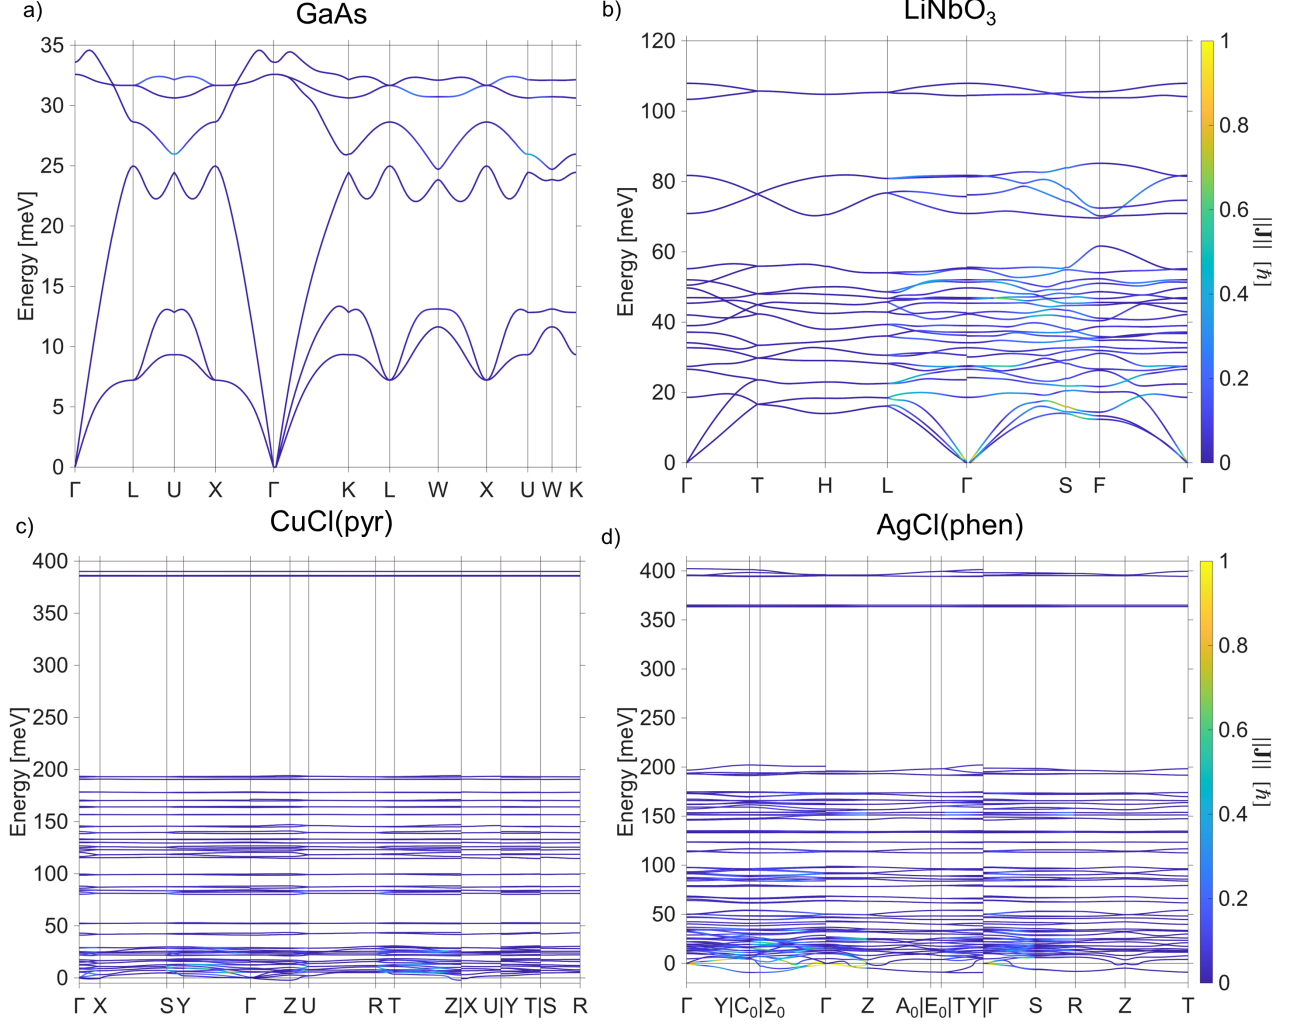 a)
GaAs
Energy [meV]
35
30
25
20
15
10
5
0
Γ L U X Γ K L W X U W K
b)
LiNbO₃
Energy [meV]
120
100
80
60
40
20
0
Γ T H L Γ S F Γ
1
0.8
0.6
0.4
0.2
0
||J|| [ℏ]
c)
CuCl(pyr)
Energy [meV]
400
350
300
250
200
150
100
50
0
Γ X S Y Γ Z U R T Z|X U|Y T|S R
d)
AgCl(phen)
Energy [meV]
400
350
300
250
200
150
100
50
0
Γ Y|C₀|Σ₀ Γ Z A₀|E₀|T Y|Γ S R Z T
1
0.8
0.6
0.4
0.2
0
||J|| [ℏ]